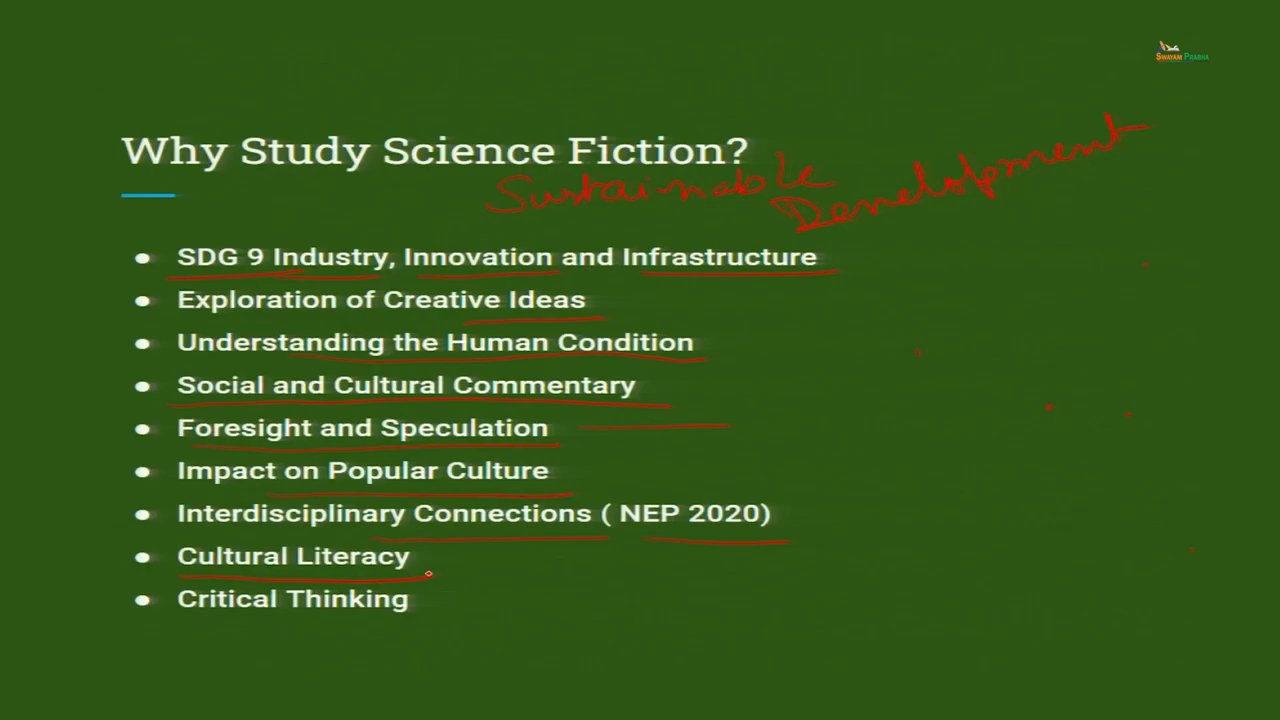 SWAYAM PRABHA
Why Study Science Fiction?
Sustainable
Development
● SDG 9 Industry, Innovation and Infrastructure
● Exploration of Creative Ideas
● Understanding the Human Condition
● Social and Cultural Commentary
● Foresight and Speculation
● Impact on Popular Culture
● Interdisciplinary Connections ( NEP 2020)
● Cultural Literacy
● Critical Thinking